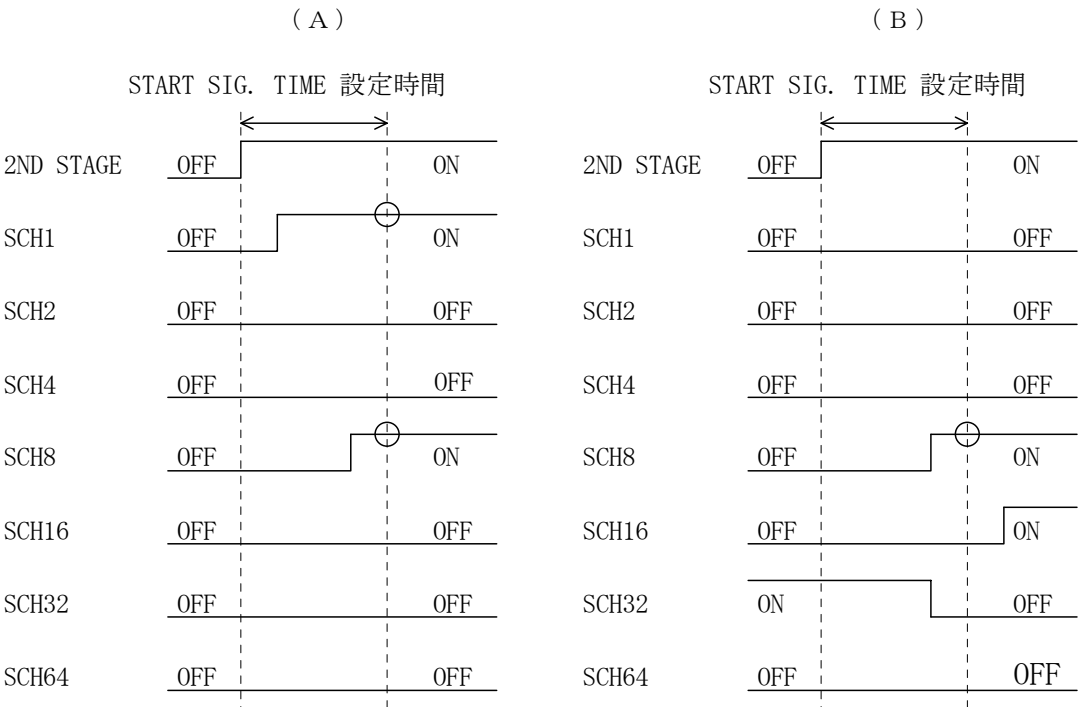 （A） （B）
START SIG. TIME 設定時間 START SIG. TIME 設定時間
2ND STAGE OFF ON 2ND STAGE OFF ON
SCH1 OFF ON SCH1 OFF OFF
SCH2 OFF OFF SCH2 OFF OFF
SCH4 OFF OFF SCH4 OFF OFF
SCH8 OFF ON SCH8 OFF ON
SCH16 OFF OFF SCH16 OFF ON
SCH32 OFF OFF SCH32 ON OFF
SCH64 OFF OFF SCH64 OFF OFF